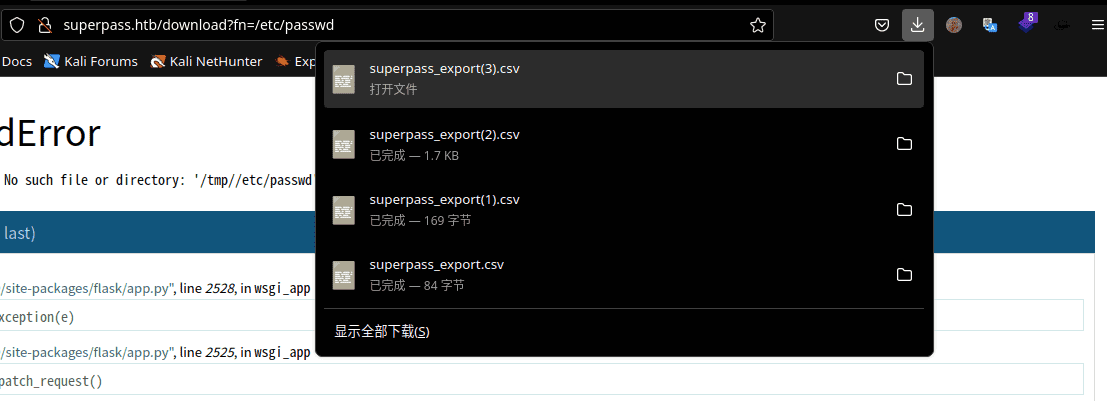 superpass.htb/download?fn=/etc/passwd
8
Docs Kali Forums Kali NetHunter Exp
superpass_export(3).csv
打开文件
superpass_export(2).csv
已完成 — 1.7 KB
superpass_export(1).csv
已完成 — 169 字节
superpass_export.csv
已完成 — 84 字节
显示全部下载(S)
dError
No such file or directory: '/tmp//etc/passwd'
last)
/site-packages/flask/app.py", line 2528, in wsgi_app
xception(e)
/site-packages/flask/app.py", line 2525, in wsgi_app
patch_request()